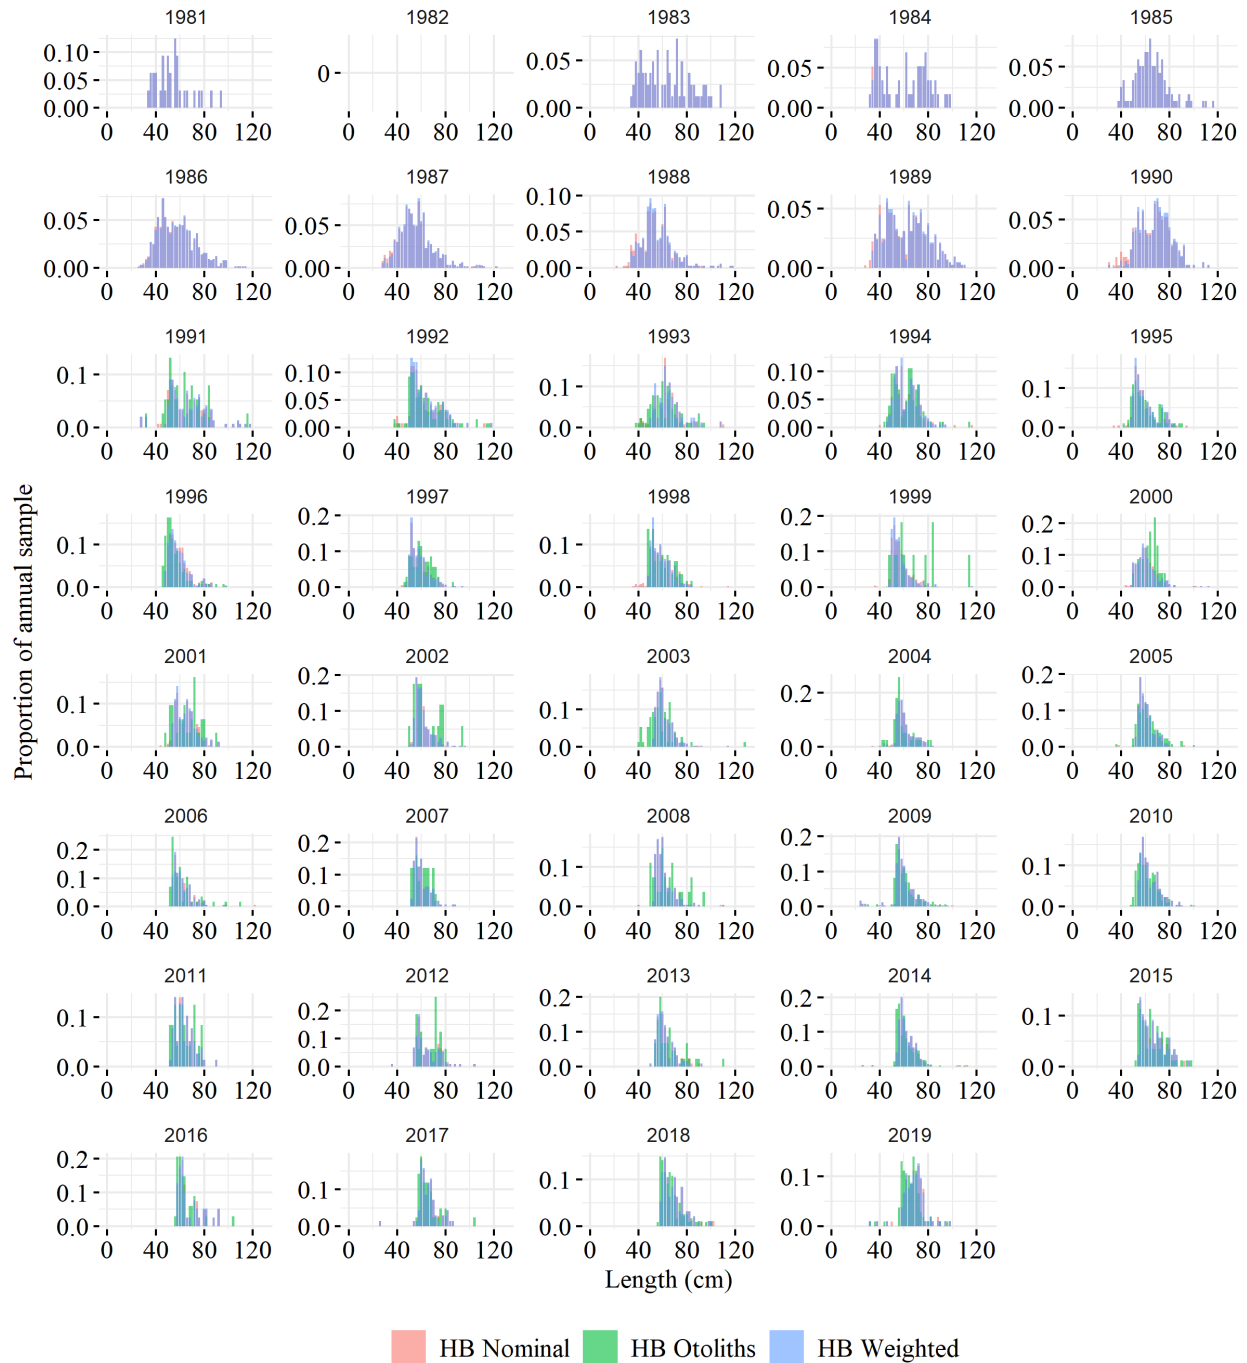 1981 1982 1983 1984 1985
0.10 0 0.05 0.05 0.05
0.05
0.00 0.00 0.00 0.00
0 40 80 120 0 40 80 120 0 40 80 120 0 40 80 120 0 40 80 120
1986 1987 1988 1989 1990
0.05 0.05 0.10 0.05 0.05
0.05
0.00 0.00 0.00 0.00 0.00
0 40 80 120 0 40 80 120 0 40 80 120 0 40 80 120 0 40 80 120
1991 1992 1993 1994 1995
0.1 0.10 0.1 0.10 0.1
0.05 0.05
0.0 0.00 0.0 0.00 0.0
0 40 80 120 0 40 80 120 0 40 80 120 0 40 80 120 0 40 80 120
1996 1997 1998 1999 2000
0.2 0.2 0.2
0.1 0.1 0.1 0.1 0.1
0.0 0.0 0.0 0.0 0.0
0 40 80 120 0 40 80 120 0 40 80 120 0 40 80 120 0 40 80 120
Proportion of annual sample
2001 2002 2003 2004 2005
0.2 0.2 0.2
0.1 0.1 0.1 0.1
0.0 0.0 0.0 0.0 0.0
0 40 80 120 0 40 80 120 0 40 80 120 0 40 80 120 0 40 80 120
2006 2007 2008 2009 2010
0.2 0.2 0.2
0.1 0.1 0.1 0.1 0.1
0.0 0.0 0.0 0.0 0.0
0 40 80 120 0 40 80 120 0 40 80 120 0 40 80 120 0 40 80 120
2011 2012 2013 2014 2015
0.2 0.2 0.2
0.1 0.1 0.1 0.1 0.1
0.0 0.0 0.0 0.0 0.0
0 40 80 120 0 40 80 120 0 40 80 120 0 40 80 120 0 40 80 120
2016 2017 2018 2019
0.2
0.1 0.1 0.1 0.1
0.0 0.0 0.0 0.0
0 40 80 120 0 40 80 120 0 40 80 120 0 40 80 120
Length (cm)
HB Nominal HB Otoliths HB Weighted